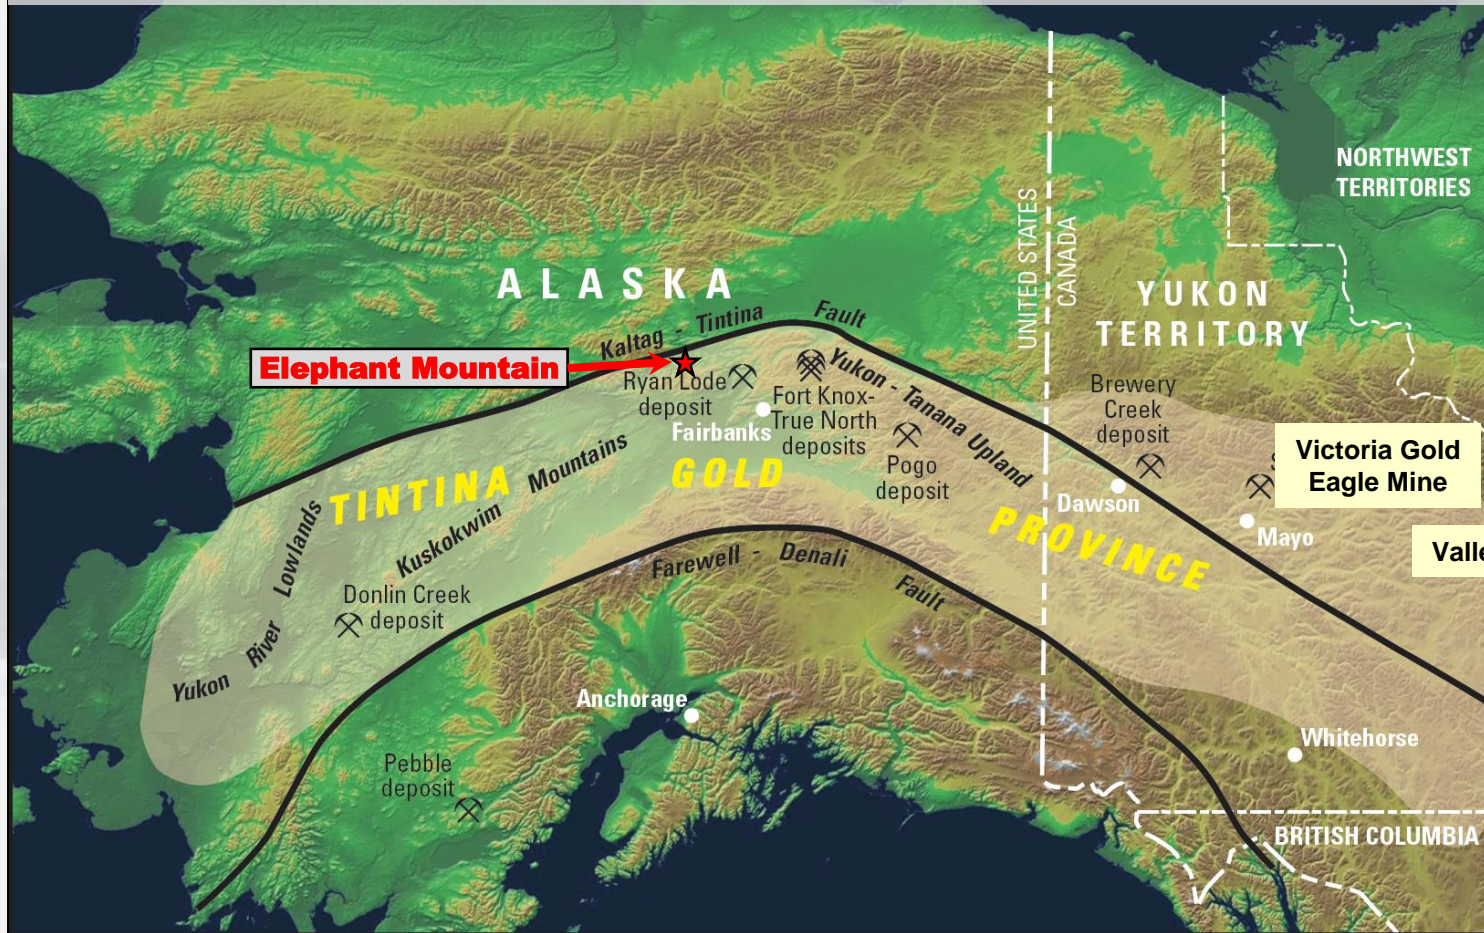 NORTHWEST
TERRITORIES
UNITED STATES
CANADA
ALASKA
YUKON
TERRITORY
Kaltag - Tintina Fault
Elephant Mountain
Ryan Lode
deposit
Fort Knox-
True North
deposits
Yukon - Tanana Upland
Brewery
Creek
deposit
Fairbanks
Pogo
deposit
Victoria Gold
Eagle Mine
TINTINA
GOLD
PROVINCE
Kuskokwim Mountains
Dawson
Mayo
Valle
Yukon River Lowlands
Donlin Creek
deposit
Farewell - Denali Fault
Anchorage
Pebble
deposit
Whitehorse
BRITISH COLUMBIA